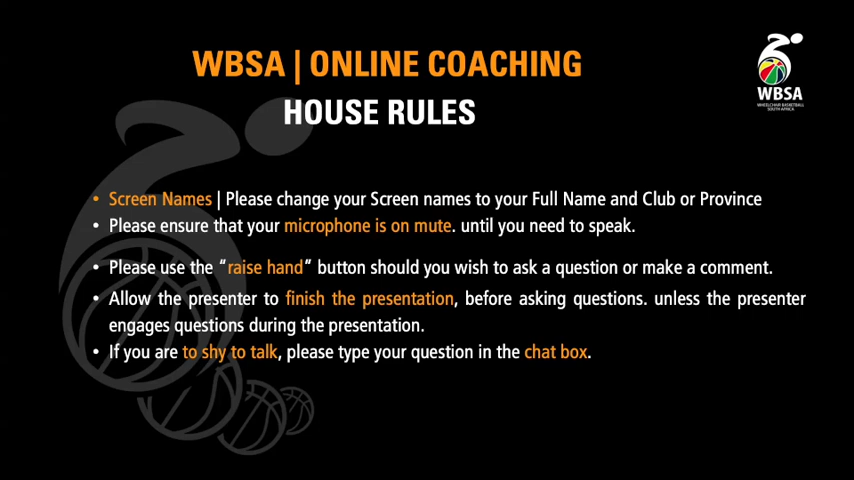 WBSA | ONLINE COACHING
HOUSE RULES
WBSA
WHEELCHAIR BASKETBALL
SOUTH AFRICA
• Screen Names | Please change your Screen names to your Full Name and Club or Province
• Please ensure that your microphone is on mute. until you need to speak.
• Please use the “raise hand” button should you wish to ask a question or make a comment.
• Allow the presenter to finish the presentation, before asking questions. unless the presenter
engages questions during the presentation.
• If you are to shy to talk, please type your question in the chat box.